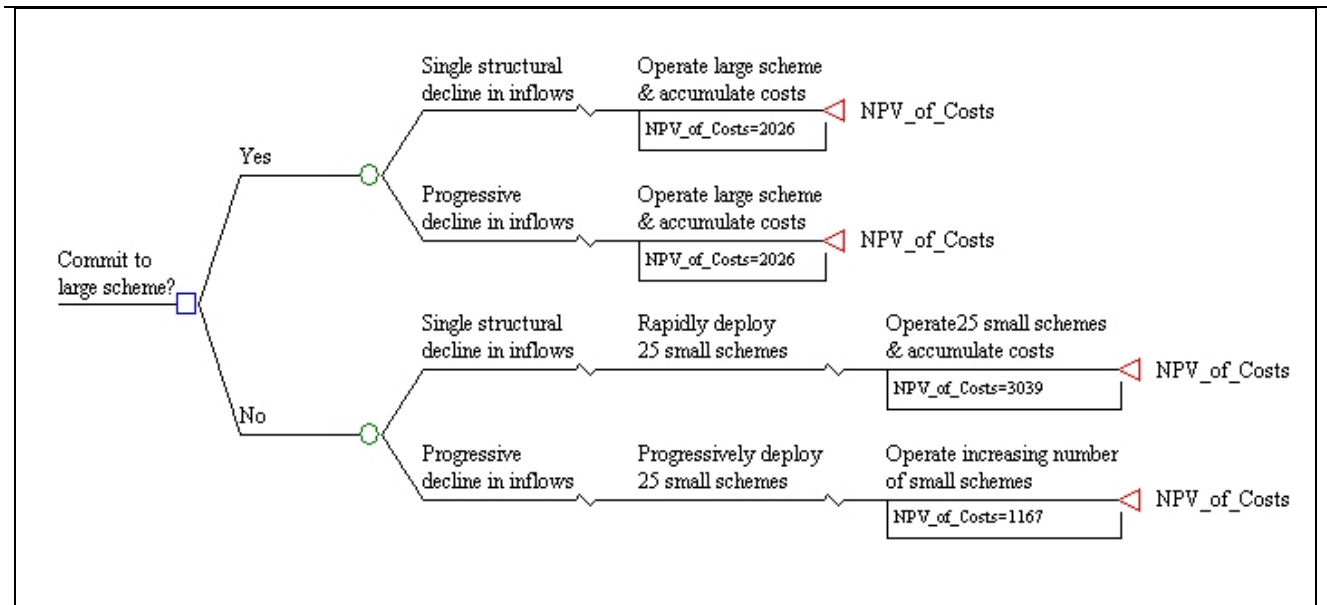 Single structural
decline in inflows
Operate large scheme
& accumulate costs
NPV_of_Costs
NPV_of_Costs=2026
Yes
Progressive
decline in inflows
Operate large scheme
& accumulate costs
NPV_of_Costs
NPV_of_Costs=2026
Commit to
large scheme?
Single structural
decline in inflows
Rapidly deploy
25 small schemes
Operate25 small schemes
& accumulate costs
NPV_of_Costs
NPV_of_Costs=3039
No
Progressive
decline in inflows
Progressively deploy
25 small schemes
Operate increasing number
of small schemes
NPV_of_Costs
NPV_of_Costs=1167